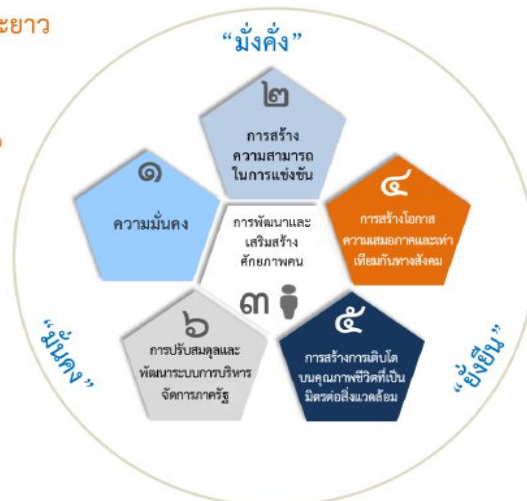 ะยาว
“มั่งคั่ง”
๒
การสร้าง
ความสามารถ
ในการแข่งขัน
๑
ความมั่นคง
๔
การสร้างโอกาส
ความเสมอภาคและเท่า
เทียมกันทางสังคม
การพัฒนาและ
เสริมสร้าง
ศักยภาพคน
๓
๖
การปรับสมดุลและ
พัฒนาระบบการบริหาร
จัดการภาครัฐ
๕
การสร้างการเติบโต
บนคุณภาพชีวิตที่เป็น
มิตรต่อสิ่งแวดล้อม
“มั่นคง”
“ยั่งยืน”